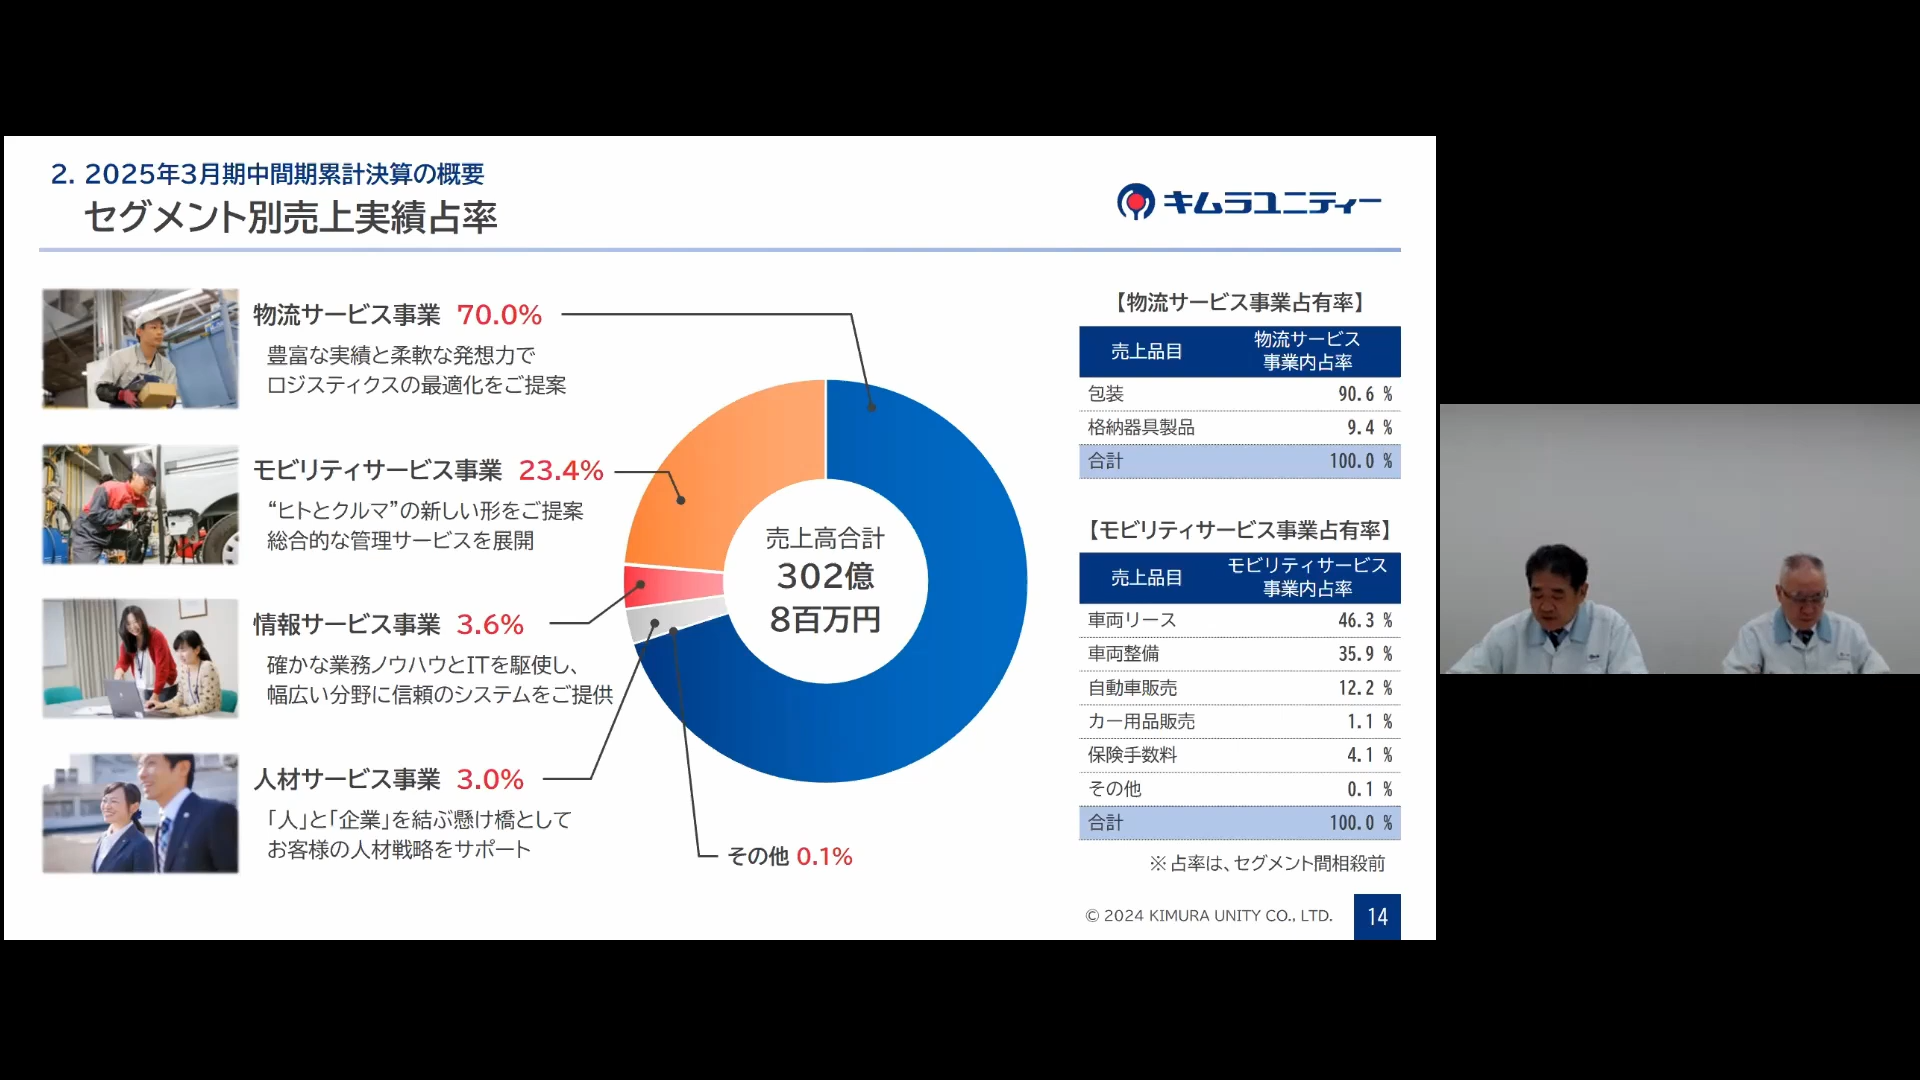 2. 2025年3月期中間期累計決算の概要
セグメント別売上実績占率
キムラユニティー
物流サービス事業 70.0%
豊富な実績と柔軟な発想力で
ロジスティクスの最適化をご提案
モビリティサービス事業 23.4%
“ヒトとクルマ”の新しい形をご提案
総合的な管理サービスを展開
情報サービス事業 3.6%
確かな業務ノウハウとITを駆使し、
幅広い分野に信頼のシステムをご提供
人材サービス事業 3.0%
「人」と「企業」を結ぶ懸け橋として
お客様の人材戦略をサポート
売上高合計
302億
8百万円
その他 0.1%
【物流サービス事業占有率】
売上品目 物流サービス
事業内占率
包装 90.6 %
格納器具製品 9.4 %
合計 100.0 %
【モビリティサービス事業占有率】
売上品目 モビリティサービス
事業内占率
車両リース 46.3 %
車両整備 35.9 %
自動車販売 12.2 %
カー用品販売 1.1 %
保険手数料 4.1 %
その他 0.1 %
合計 100.0 %
※ 占率は、セグメント間相殺前
© 2024 KIMURA UNITY CO., LTD.
14